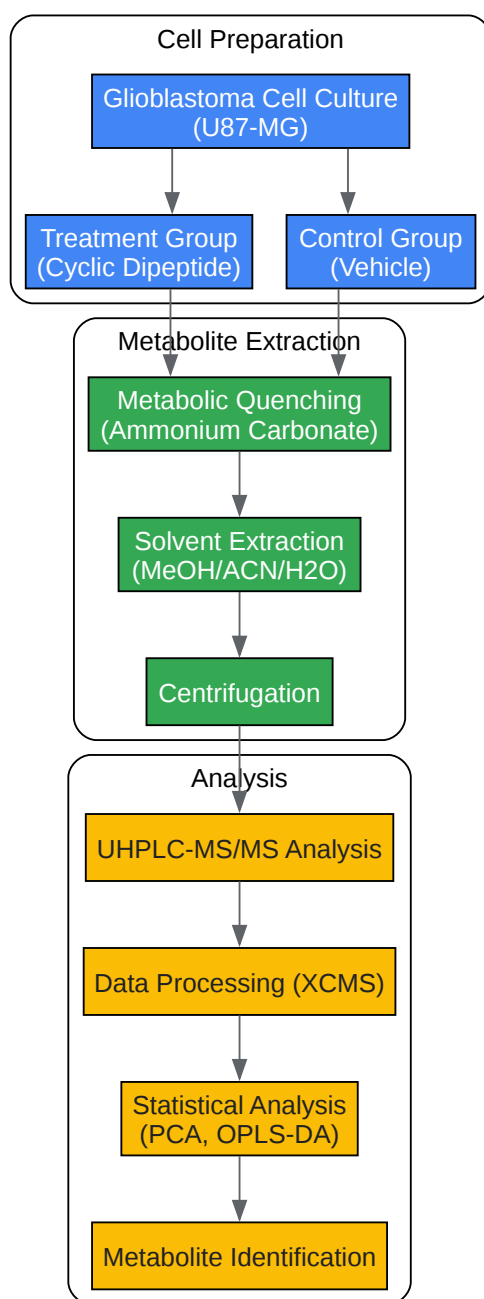 Cell Preparation
Glioblastoma Cell Culture
(U87-MG)
Treatment Group
(Cyclic Dipeptide)
Control Group
(Vehicle)
Metabolite Extraction
Metabolic Quenching
(Ammonium Carbonate)
Solvent Extraction
(MeOH/ACN/H2O)
Centrifugation
Analysis
UHPLC-MS/MS Analysis
Data Processing (XCMS)
Statistical Analysis
(PCA, OPLS-DA)
Metabolite Identification